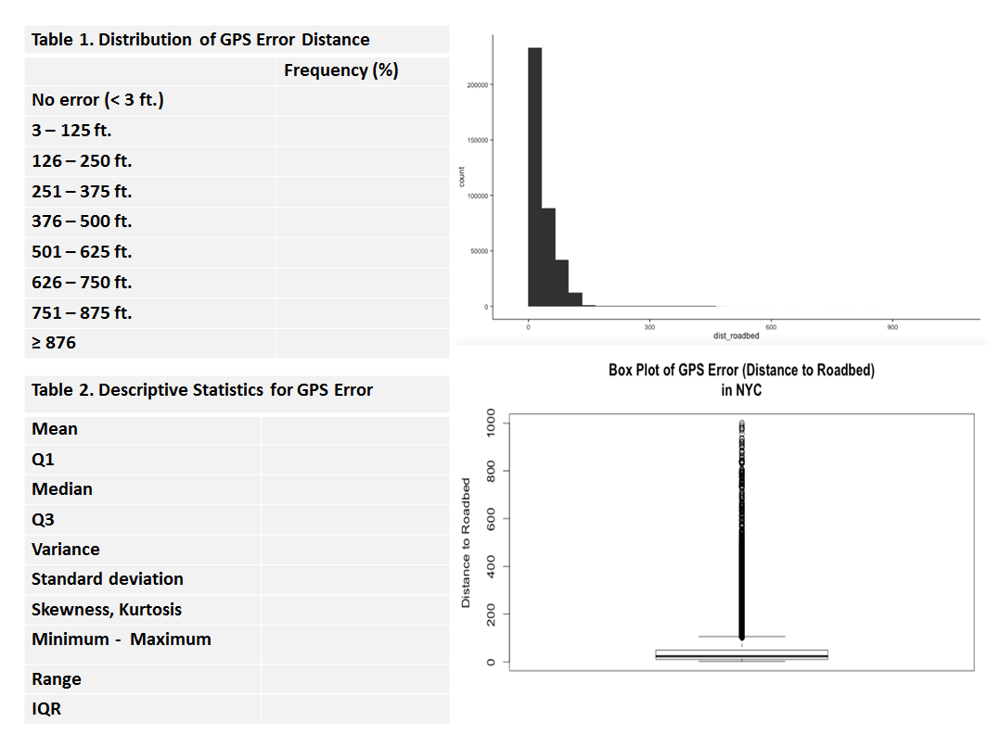 Table 1. Distribution of GPS Error Distance
Frequency (%)
No error (< 3 ft.)
3 – 125 ft.
126 – 250 ft.
251 – 375 ft.
376 – 500 ft.
501 – 625 ft.
626 – 750 ft.
751 – 875 ft.
≥ 876
Table 2. Descriptive Statistics for GPS Error
Mean
Q1
Median
Q3
Variance
Standard deviation
Skewness, Kurtosis
Minimum - Maximum
Range
IQR
count
200000
150000
100000
50000
0
0 300 600 900
dist_roadbed
Box Plot of GPS Error (Distance to Roadbed)
in NYC
Distance to Roadbed
1000
800
600
400
200
0